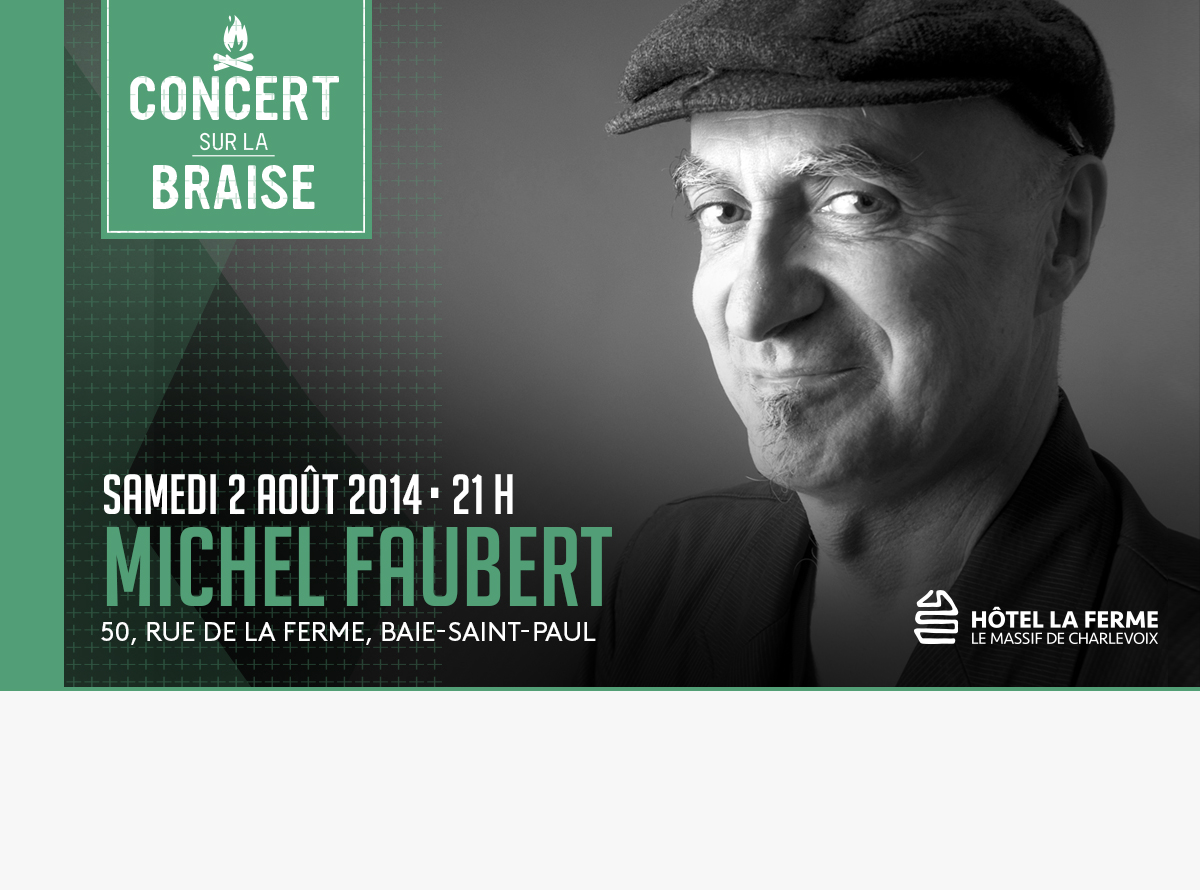 CONCERT
SUR LA
BRAISE
SAMEDI 2 AOÛT 2014 · 21 H
MICHEL FAUBERT
50, RUE DE LA FERME, BAIE-SAINT-PAUL
HÔTEL LA FERME
LE MASSIF DE CHARLEVOIX